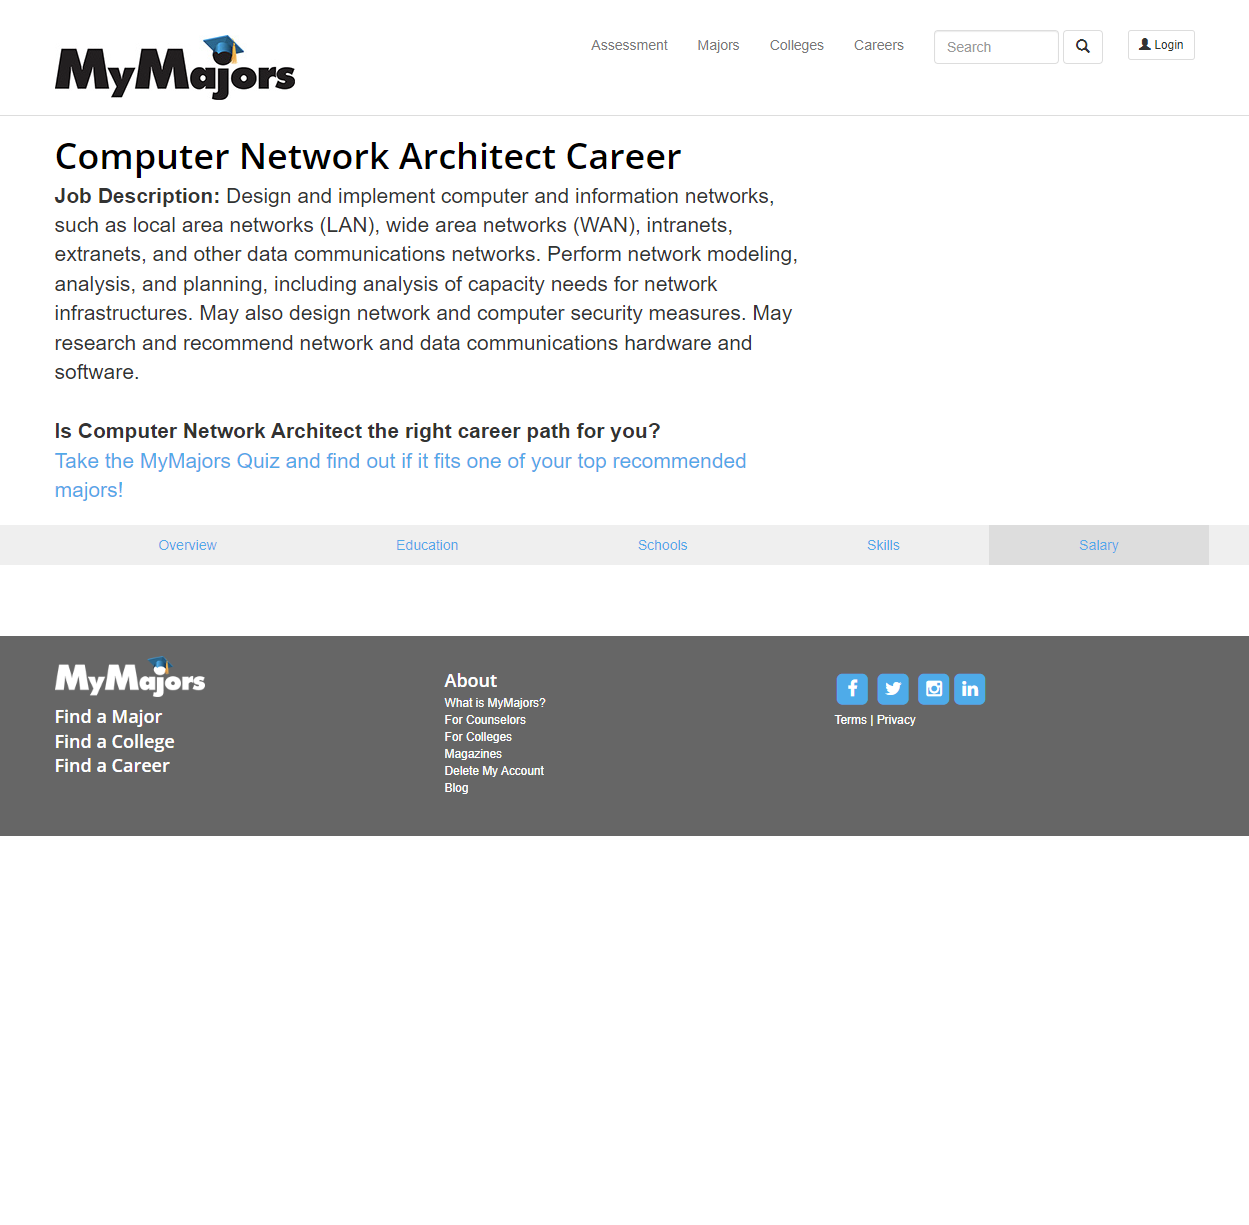 MyMajors
Assessment Majors Colleges Careers Search Login
Computer Network Architect Career
Job Description: Design and implement computer and information networks,
such as local area networks (LAN), wide area networks (WAN), intranets,
extranets, and other data communications networks. Perform network modeling,
analysis, and planning, including analysis of capacity needs for network
infrastructures. May also design network and computer security measures. May
research and recommend network and data communications hardware and
software.
Is Computer Network Architect the right career path for you?
Take the MyMajors Quiz and find out if it fits one of your top recommended
majors!
Overview Education Schools Skills Salary
MyMajors
Find a Major
Find a College
Find a Career
About
What is MyMajors?
For Counselors
For Colleges
Magazines
Delete My Account
Blog
Terms | Privacy